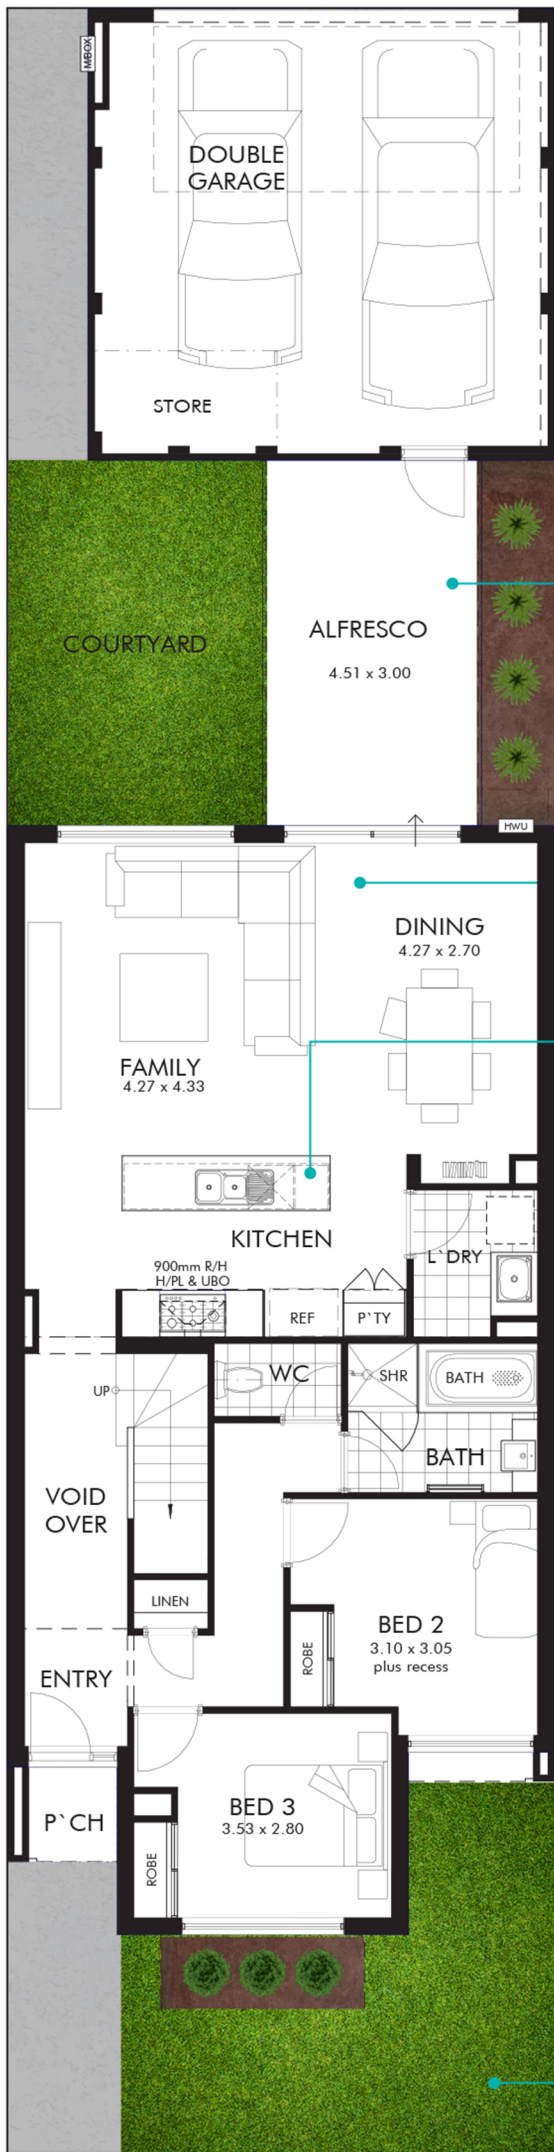 M/BOX
DOUBLE
GARAGE
STORE
COURTYARD
ALFRESCO
4.51 x 3.00
HWU
DINING
4.27 x 2.70
FAMILY
4.27 x 4.33
KITCHEN
900mm R/H
H/PL & UBO
REF
P`TY
L`DRY
WC
SHR
BATH
UP
BATH
VOID
OVER
LINEN
BED 2
3.10 x 3.05
plus recess
ROBE
ENTRY
P`CH
BED 3
3.53 x 2.80
ROBE